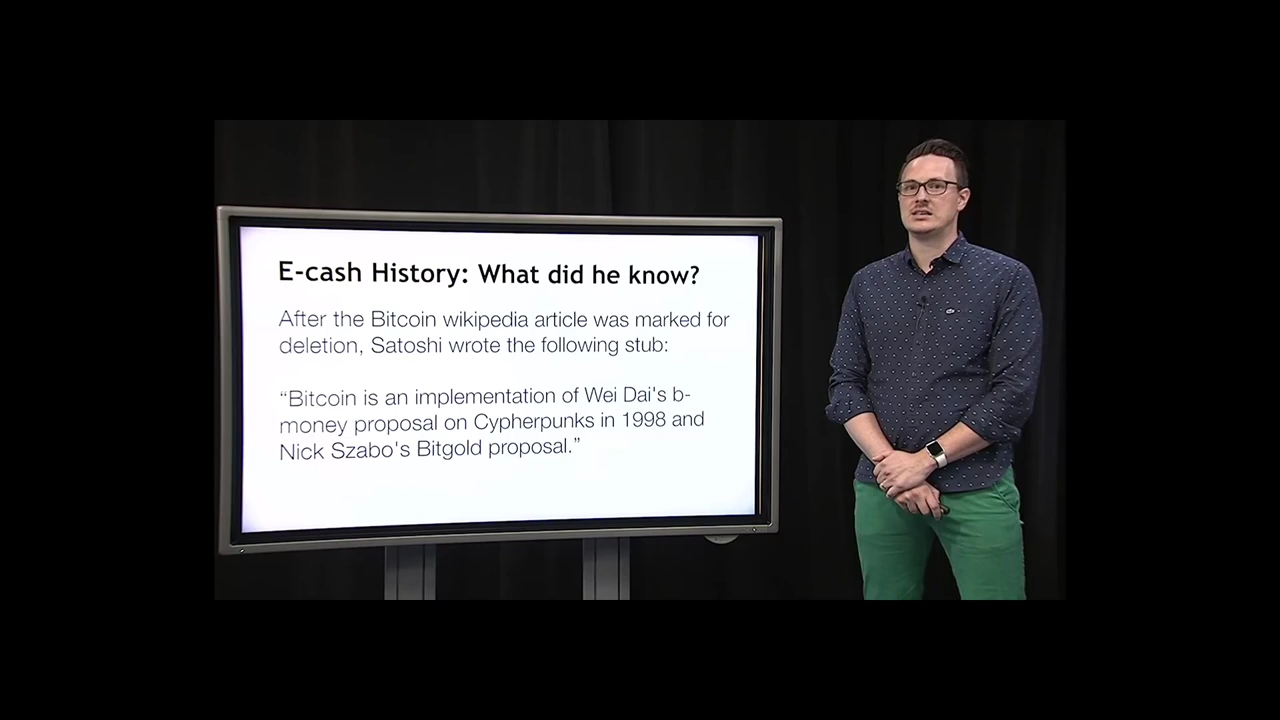 E-cash History: What did he know?
After the Bitcoin wikipedia article was marked for
deletion, Satoshi wrote the following stub:
“Bitcoin is an implementation of Wei Dai's b-
money proposal on Cypherpunks in 1998 and
Nick Szabo's Bitgold proposal.”